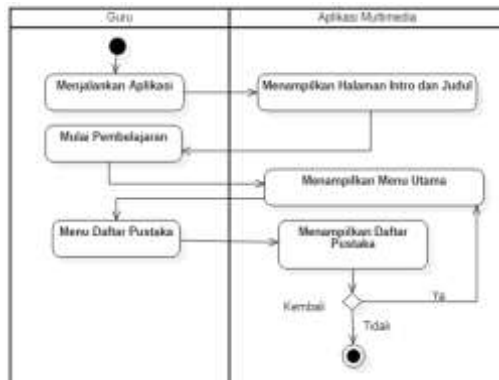 Guru
Aplikasi Multimedia
Menjalankan Aplikasi
Menampilkan Halaman Intro dan Judul
Mulai Pembelajaran
Menampilkan Menu Utama
Menu Daftar Pustaka
Menampilkan Daftar
Pustaka
Kembali
Ya
Tidak